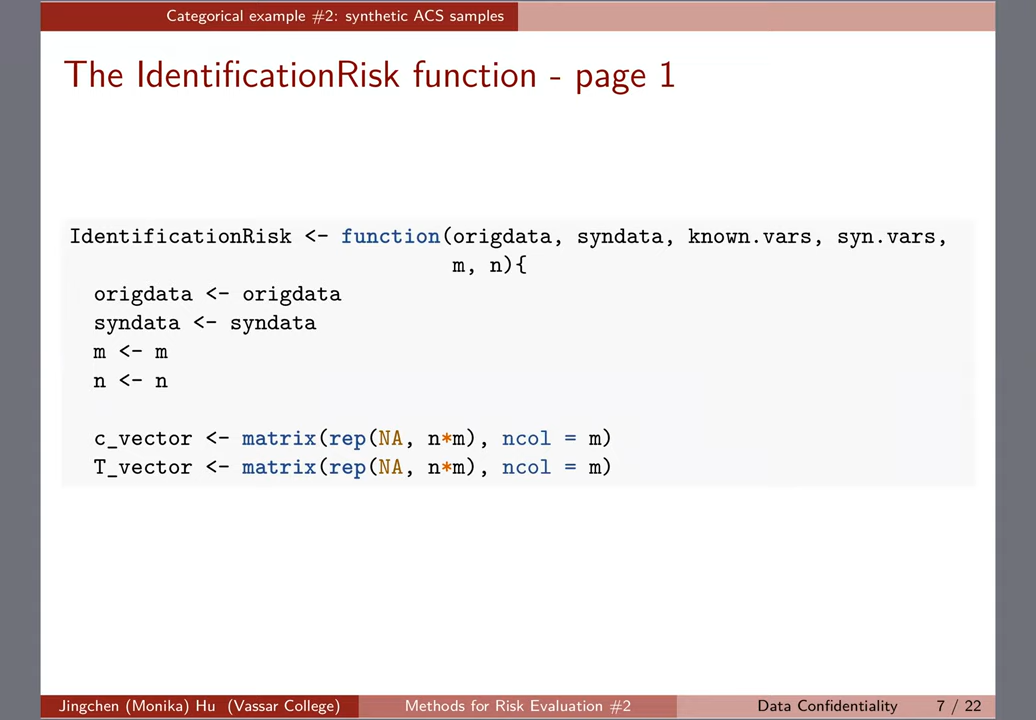 Categorical example #2: synthetic ACS samples
The IdentificationRisk function - page 1
IdentificationRisk <- function(origdata, syndata, known.vars, syn.vars,
m, n){
origdata <- origdata
syndata <- syndata
m <- m
n <- n
c_vector <- matrix(rep(NA, n*m), ncol = m)
T_vector <- matrix(rep(NA, n*m), ncol = m)
Jingchen (Monika) Hu (Vassar College) Methods for Risk Evaluation #2 Data Confidentiality 7 / 22